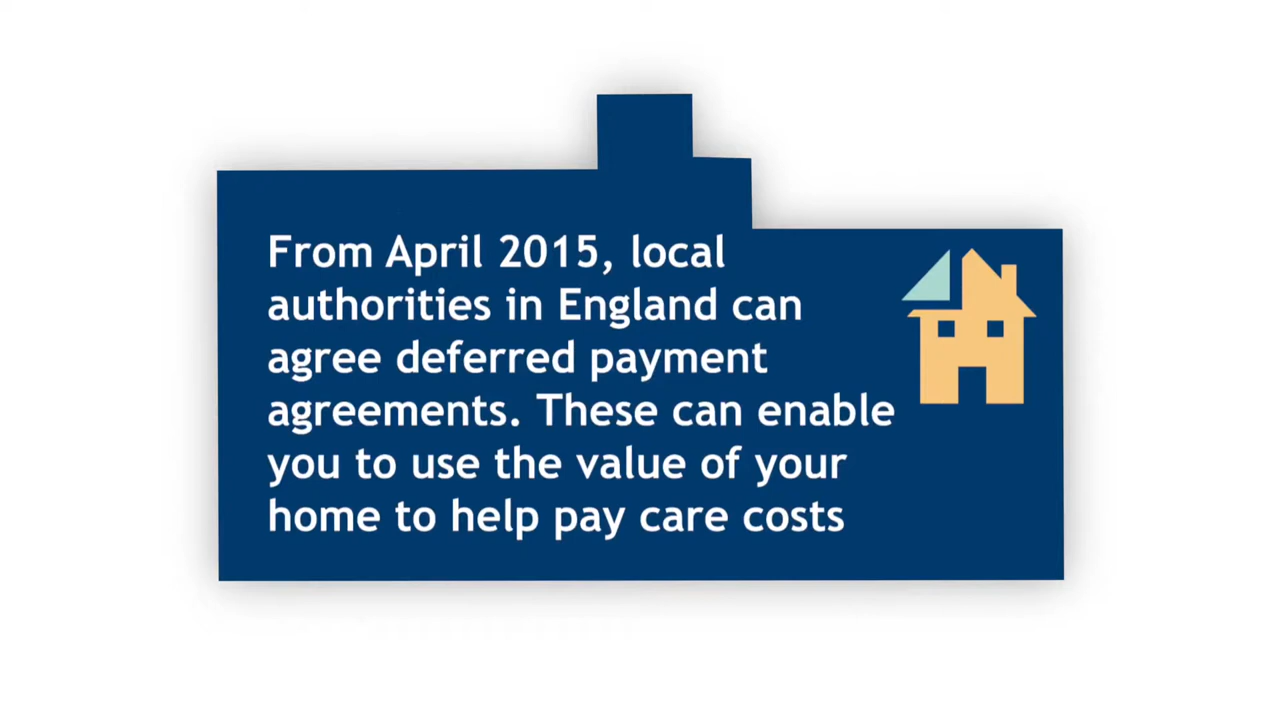 From April 2015, local
authorities in England can
agree deferred payment
agreements. These can enable
you to use the value of your
home to help pay care costs